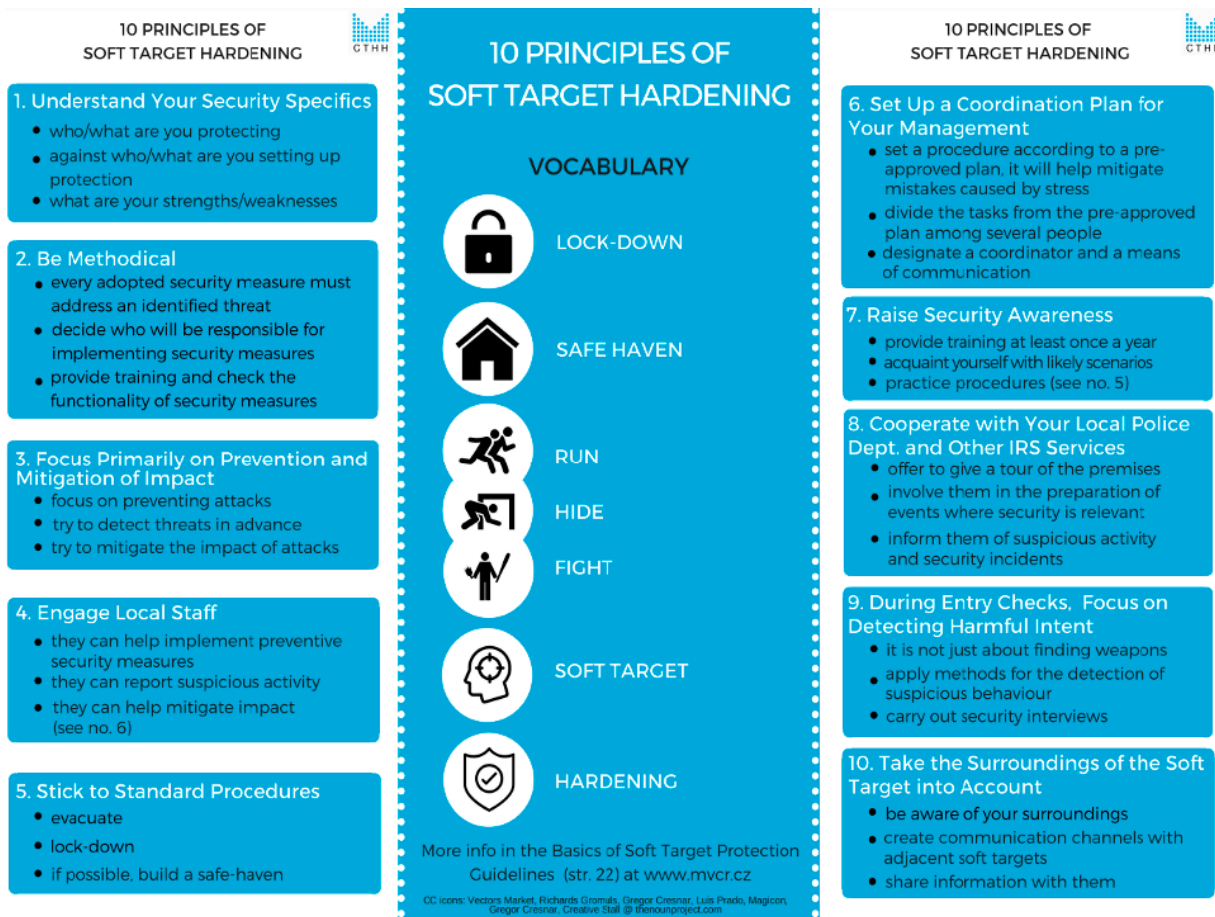 10 PRINCIPLES OF
SOFT TARGET HARDENING
CTHH
1. Understand Your Security Specifics
• who/what are you protecting
• against who/what are you setting up
protection
• what are your strengths/weaknesses
2. Be Methodical
• every adopted security measure must
address an identified threat
• decide who will be responsible for
implementing security measures
• provide training and check the
functionality of security measures
3. Focus Primarily on Prevention and
Mitigation of Impact
• focus on preventing attacks
• try to detect threats in advance
• try to mitigate the impact of attacks
4. Engage Local Staff
• they can help implement preventive
security measures
• they can report suspicious activity
• they can help mitigate impact
(see no. 6)
5. Stick to Standard Procedures
• evacuate
• lock-down
• if possible, build a safe-haven
10 PRINCIPLES OF
SOFT TARGET HARDENING
VOCABULARY
LOCK-DOWN
SAFE HAVEN
RUN
HIDE
FIGHT
SOFT TARGET
HARDENING
More info in the Basics of Soft Target Protection
Guidelines (str. 22) at www.mvcr.cz
CC icons: Vectors Market, Richards Gromuls, Gregor Cresnar, Luis Prado, Magicon,
Gregor Cresnar, Creative Stall @ thenounproject.com
10 PRINCIPLES OF
SOFT TARGET HARDENING
CTHH
6. Set Up a Coordination Plan for
Your Management
• set a procedure according to a pre-
approved plan, it will help mitigate
mistakes caused by stress
• divide the tasks from the pre-approved
plan among several people
• designate a coordinator and a means
of communication
7. Raise Security Awareness
• provide training at least once a year
• acquaint yourself with likely scenarios
• practice procedures (see no. 5)
8. Cooperate with Your Local Police
Dept. and Other IRS Services
• offer to give a tour of the premises
• involve them in the preparation of
events where security is relevant
• inform them of suspicious activity
and security incidents
9. During Entry Checks, Focus on
Detecting Harmful Intent
• it is not just about finding weapons
• apply methods for the detection of
suspicious behaviour
• carry out security interviews
10. Take the Surroundings of the Soft
Target into Account
• be aware of your surroundings
• create communication channels with
adjacent soft targets
• share information with them